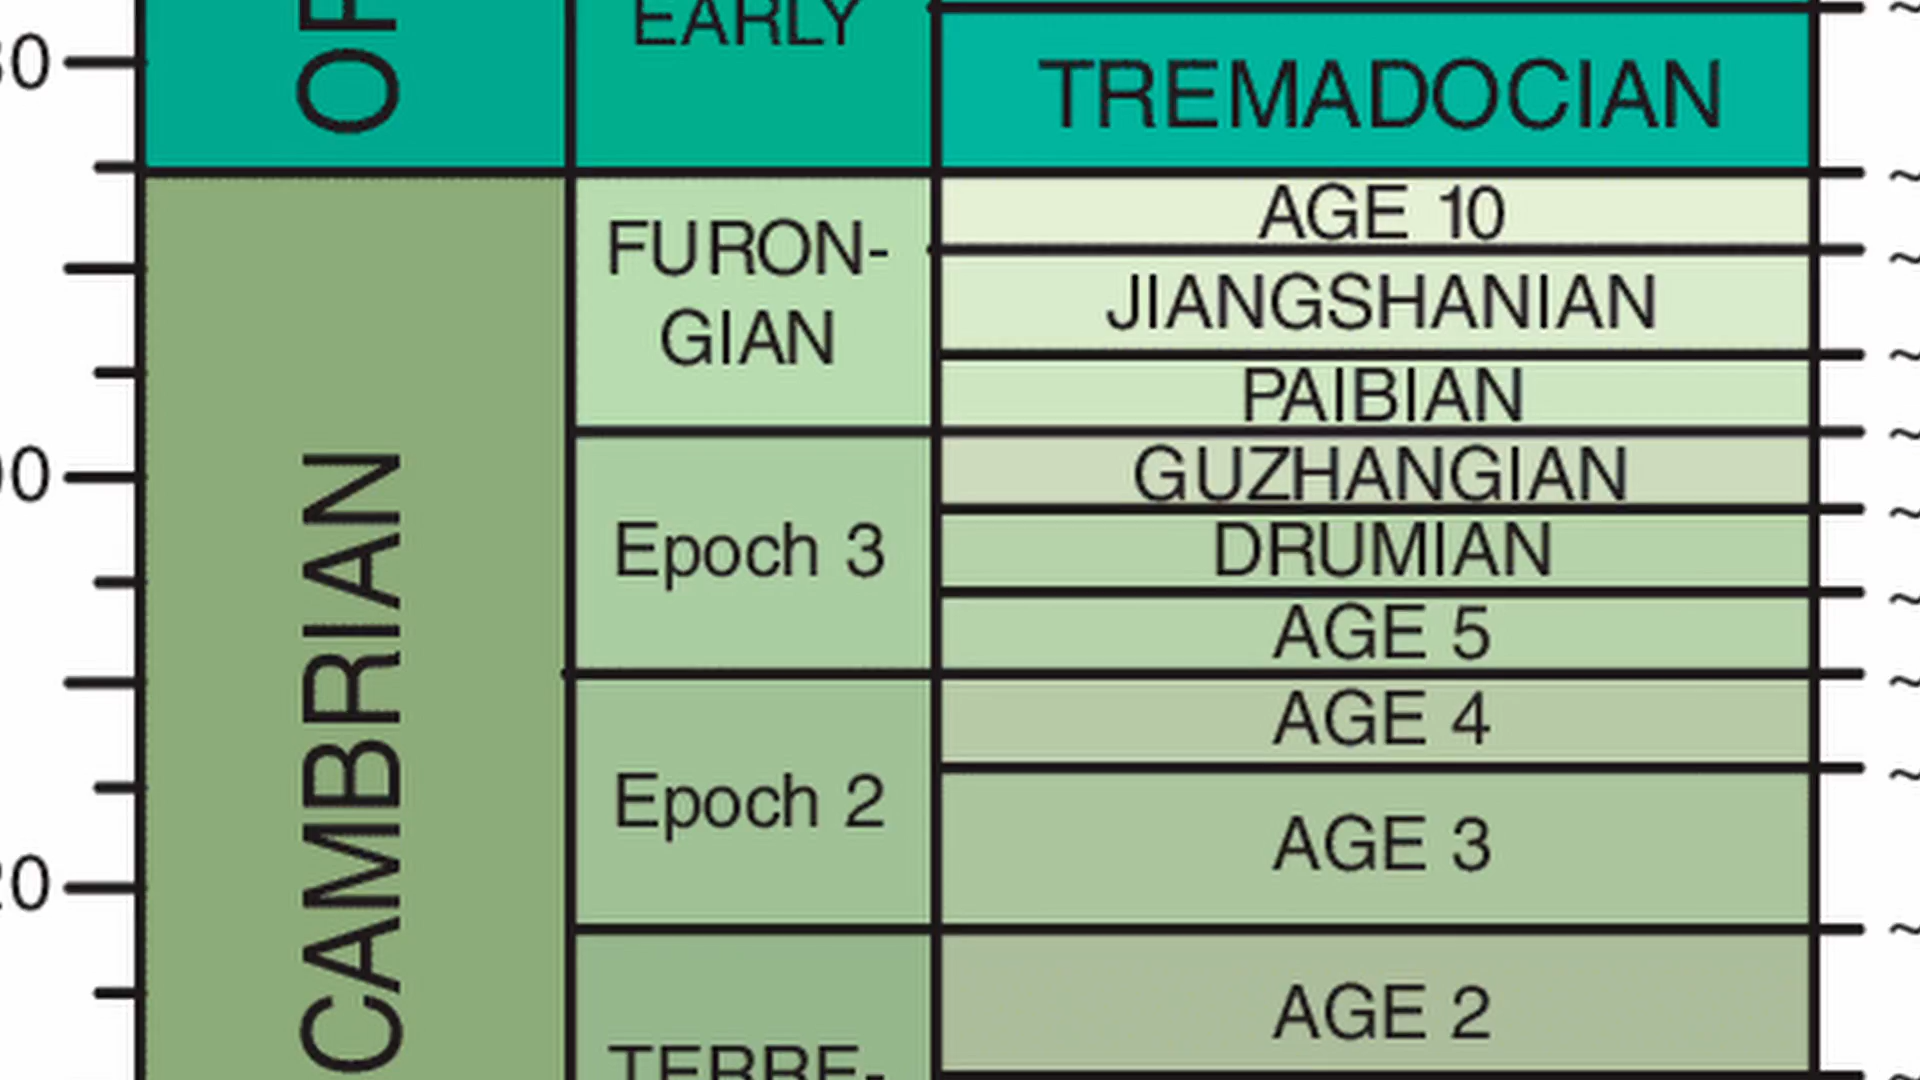 EARLY
TREMADOCIAN
AGE 10
FURON-
GIAN
JIANGSHANIAN
PAIBIAN
GUZHANGIAN
Epoch 3
DRUMIAN
AGE 5
CAMBRIAN
AGE 4
Epoch 2
AGE 3
AGE 2
TERRE-